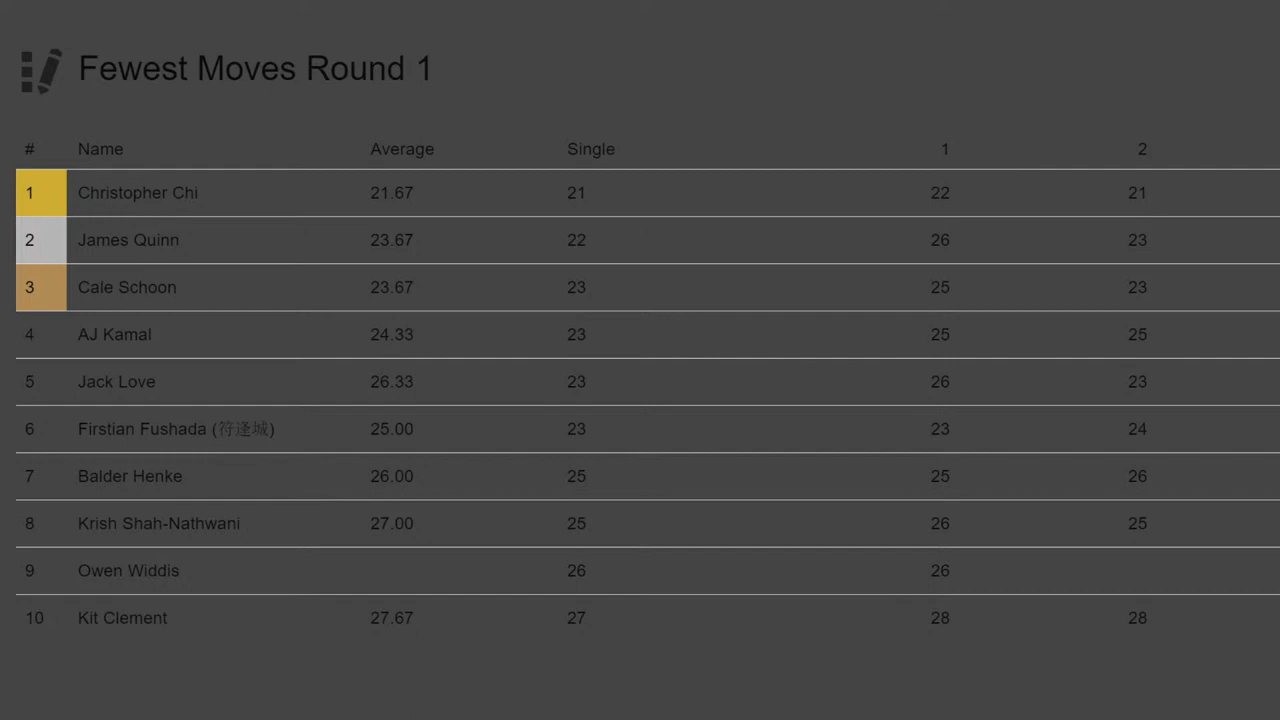 Fewest Moves Round 1
# Name Average Single 1 2
1 Christopher Chi 21.67 21 22 21
2 James Quinn 23.67 22 26 23
3 Cale Schoon 23.67 23 25 23
4 AJ Kamal 24.33 23 25 25
5 Jack Love 26.33 23 26 23
6 Firstian Fushada (符逢城) 25.00 23 23 24
7 Balder Henke 26.00 25 25 26
8 Krish Shah-Nathwani 27.00 25 26 25
9 Owen Widdis 26 26
10 Kit Clement 27.67 27 28 28